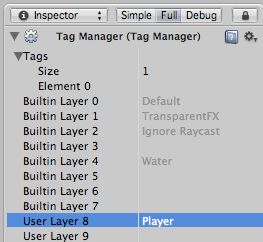 Inspector Simple Full Debug
Tag Manager (Tag Manager)
Tags
Size 1
Element 0
Builtin Layer 0 Default
Builtin Layer 1 TransparentFX
Builtin Layer 2 Ignore Raycast
Builtin Layer 3
Builtin Layer 4 Water
Builtin Layer 5
Builtin Layer 6
Builtin Layer 7
User Layer 8 Player
User Layer 9